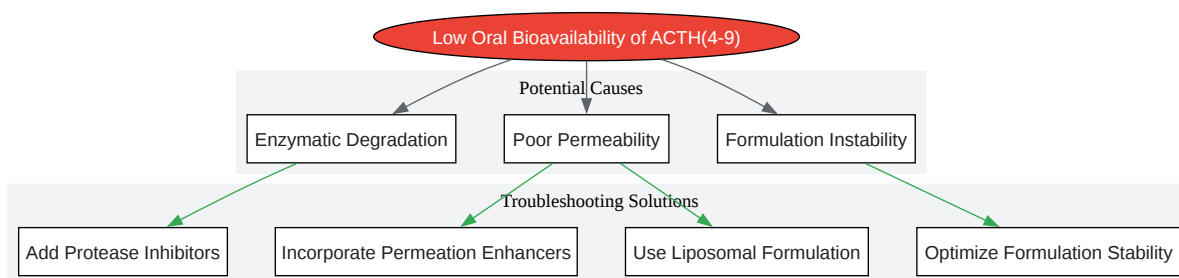 Low Oral Bioavailability of ACTH(4-9)
Potential Causes
Enzymatic Degradation
Poor Permeability
Formulation Instability
Troubleshooting Solutions
Add Protease Inhibitors
Incorporate Permeation Enhancers
Use Liposomal Formulation
Optimize Formulation Stability